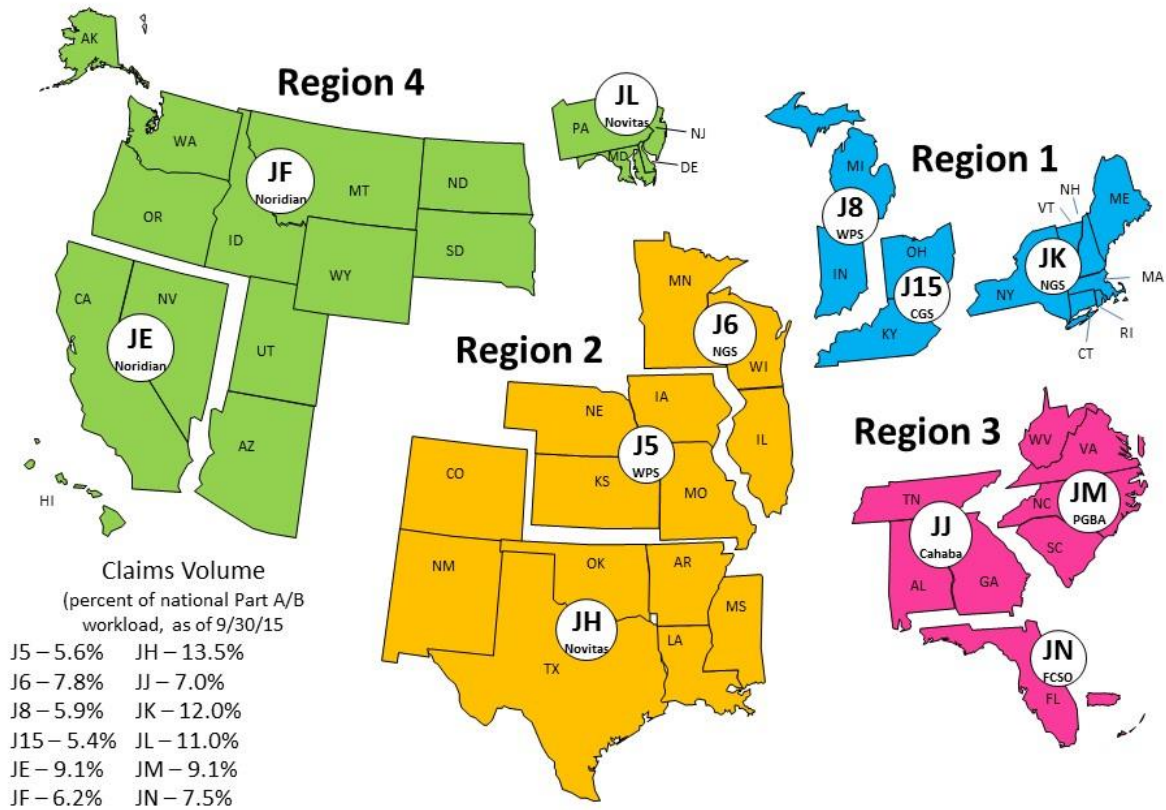 AK
Region 4
WA
JF
Noridian
MT
ND
OR
ID
SD
WY
CA
NV
JE
Noridian
UT
AZ
HI
JL
Novitas
PA
NJ
MD
DE
Region 1
MI
J8
WPS
IN
OH
J15
CGS
KY
NH
VT
ME
JK
NGS
NY
MA
RI
CT
Region 2
MN
J6
NGS
WI
NE
IA
IL
J5
WPS
CO
KS
MO
NM
OK
AR
MS
JH
Novitas
LA
TX
Region 3
WV
VA
TN
NC
JM
PGBA
JJ
Cahaba
SC
AL
GA
JN
FCSO
FL
Claims Volume
(percent of national Part A/B
workload, as of 9/30/15
J5 – 5.6% JH – 13.5%
J6 – 7.8% JJ – 7.0%
J8 – 5.9% JK – 12.0%
J15 – 5.4% JL – 11.0%
JE – 9.1% JM – 9.1%
JF – 6.2% JN – 7.5%